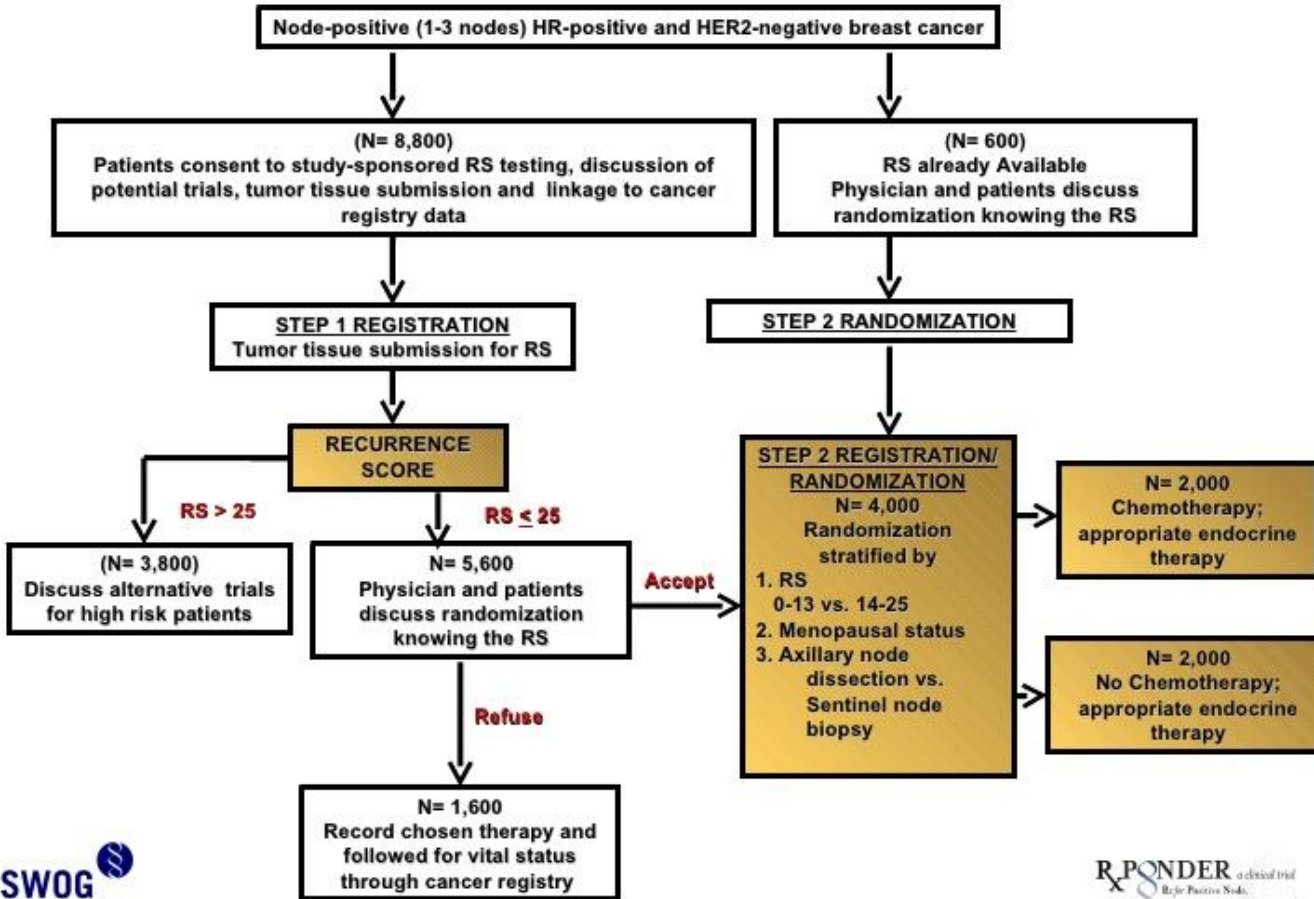 Node-positive (1-3 nodes) HR-positive and HER2-negative breast cancer
(N= 8,800)
Patients consent to study-sponsored RS testing, discussion of
potential trials, tumor tissue submission and linkage to cancer
registry data
(N= 600)
RS already Available
Physician and patients discuss
randomization knowing the RS
STEP 1 REGISTRATION
Tumor tissue submission for RS
STEP 2 RANDOMIZATION
RECURRENCE
SCORE
RS > 25
RS ≤ 25
(N= 3,800)
Discuss alternative trials
for high risk patients
N= 5,600
Physician and patients
discuss randomization
knowing the RS
Accept
Refuse
STEP 2 REGISTRATION/
RANDOMIZATION
N= 4,000
Randomization
stratified by
1. RS
0-13 vs. 14-25
2. Menopausal status
3. Axillary node
dissection vs.
Sentinel node
biopsy
N= 2,000
Chemotherapy;
appropriate endocrine
therapy
N= 2,000
No Chemotherapy;
appropriate endocrine
therapy
N= 1,600
Record chosen therapy and
followed for vital status
through cancer registry
SWOG
RxPONDER a clinical trial
Rx for Positive Node,